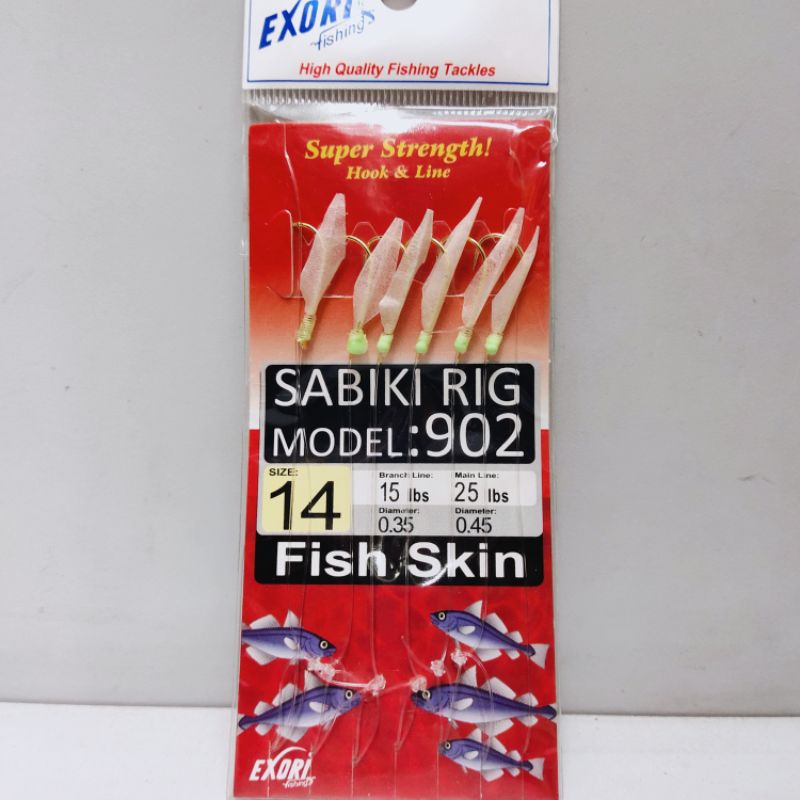 EXORI
fishing's
High Quality Fishing Tackles
Super Strength!
Hook & Line
SABIKI RIG
MODEL:902
SIZE:
14
Branch Line:
15 lbs
Diameter:
0.35
Main Line:
25 lbs
Diameter:
0.45
Fish Skin
EXORI
fishing's